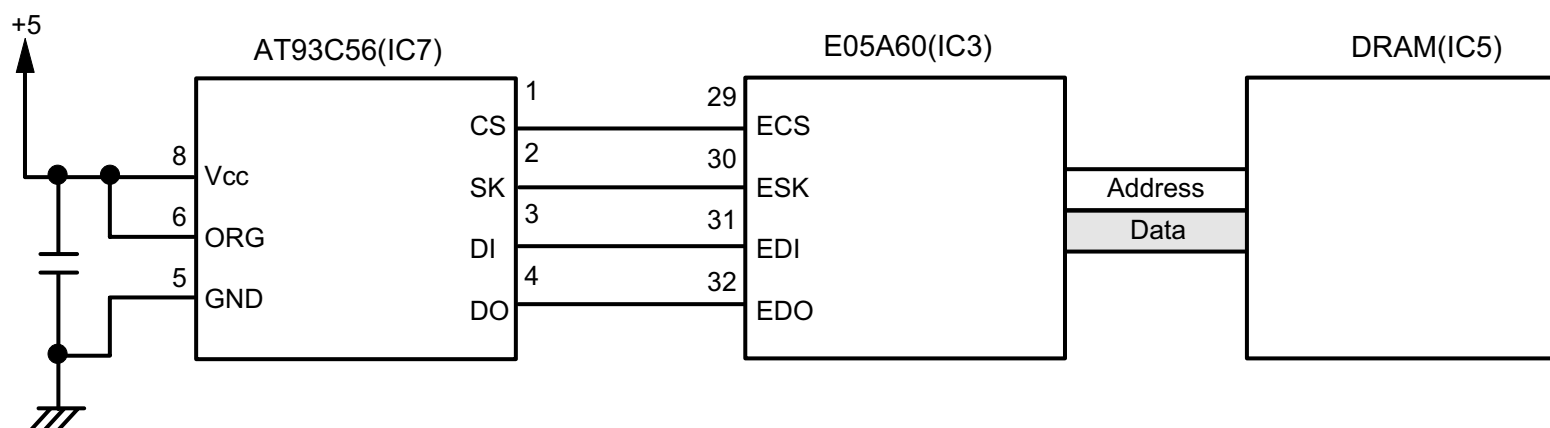 +5
AT93C56(IC7)
E05A60(IC3)
DRAM(IC5)
8
Vcc
6
ORG
5
GND
1
CS
2
SK
3
DI
4
DO
29
ECS
30
ESK
31
EDI
32
EDO
Address
Data